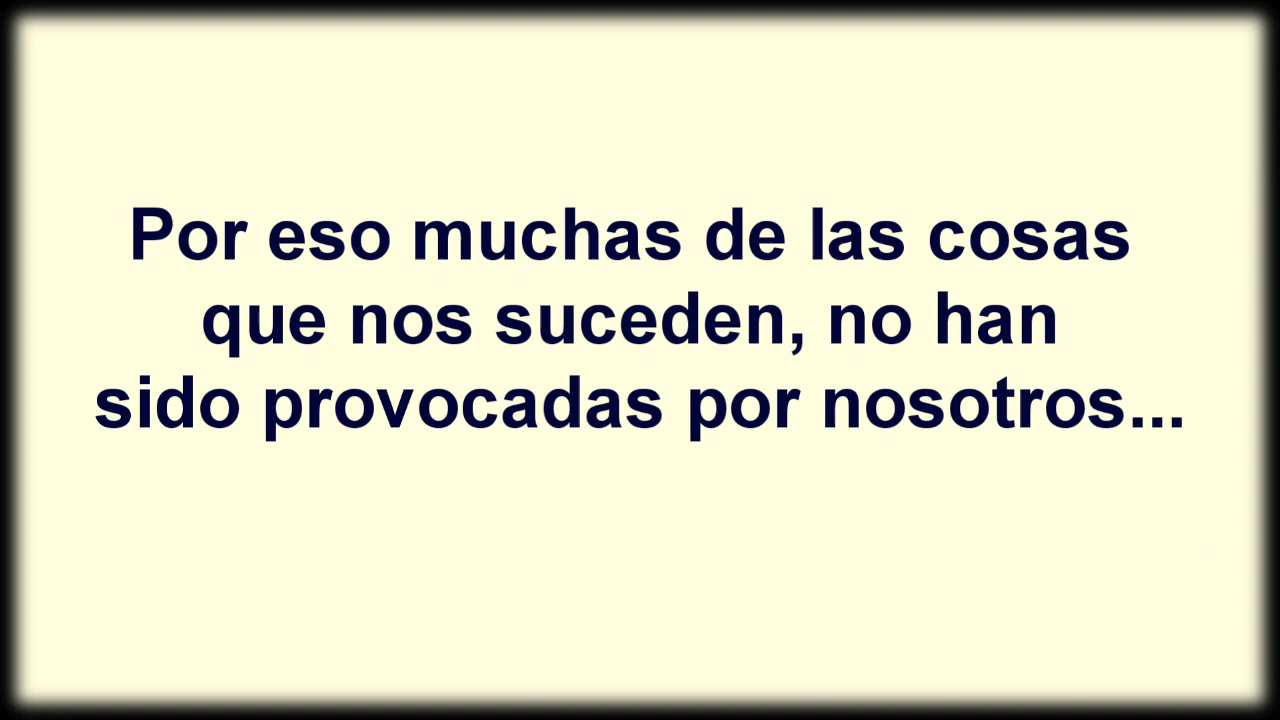 Por eso muchas de las cosas
que nos suceden, no han
sido provocadas por nosotros...